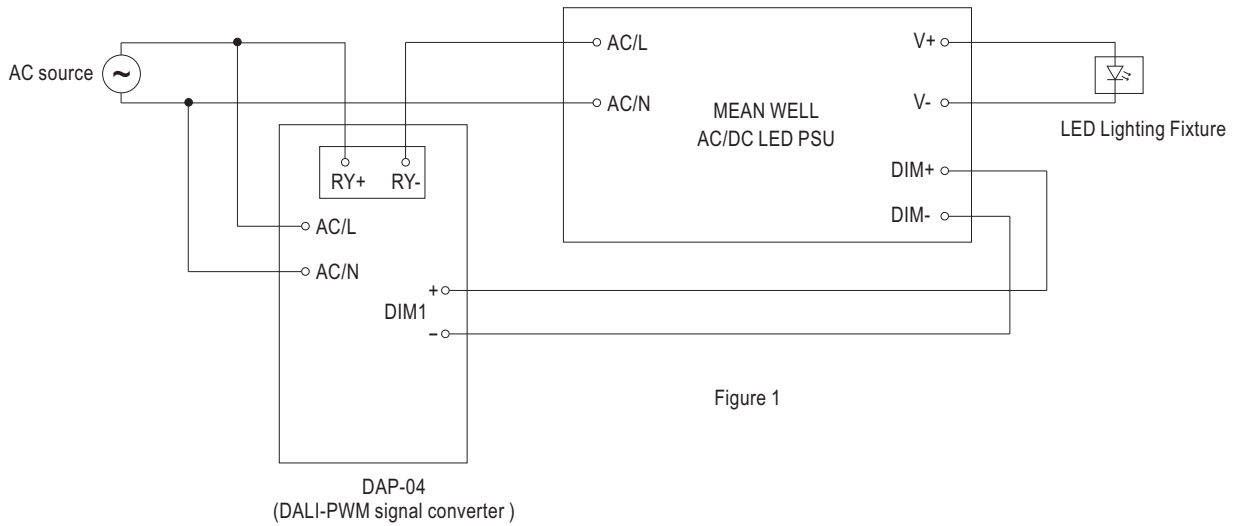 AC source
~
AC/L
AC/N
MEAN WELL
AC/DC LED PSU
V+
V-
DIM+
DIM-
LED Lighting Fixture
RY+ RY-
AC/L
AC/N
+
DIM1
-
Figure 1
DAP-04
(DALI-PWM signal converter )